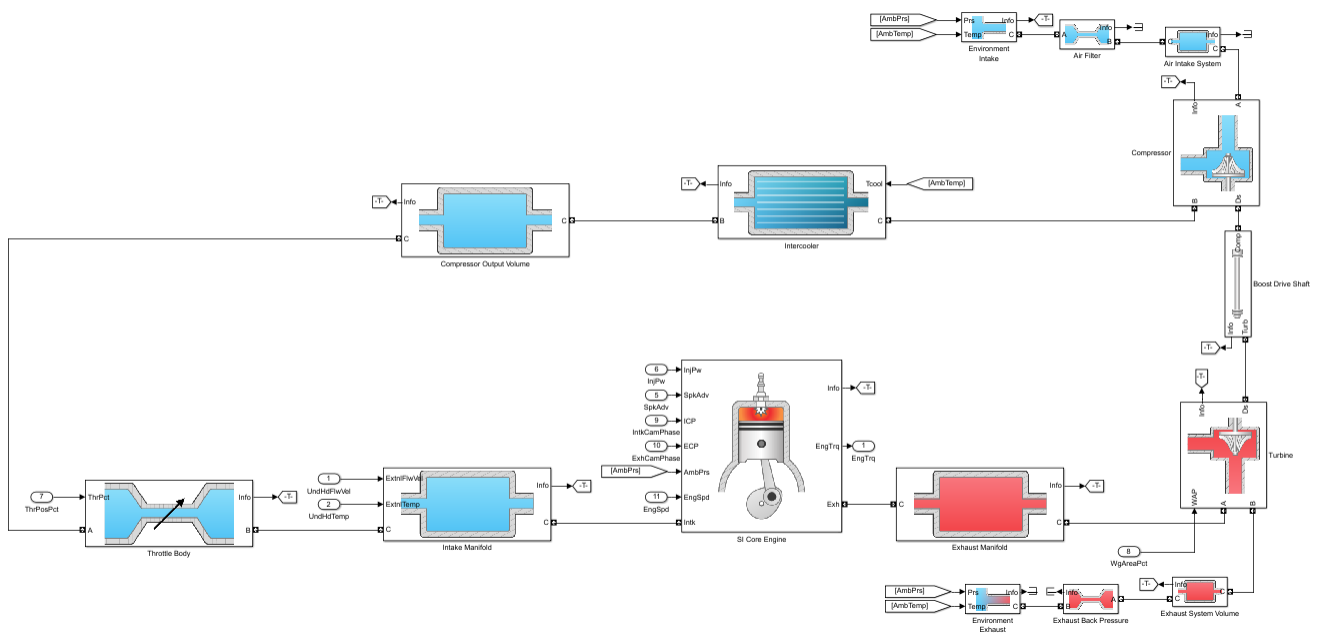 [AmbPrs]
[AmbTemp]
Prs
Temp
Info
C
-T-
Environment
Intake
A
Info
B
Air Filter
C
Info
C
Air Intake System
-T-
Info
A
Compressor
B
Ds
-T-
Info
Tcool
[AmbTemp]
B
C
Intercooler
-T-
Info
C
C
Compressor Output Volume
Comp
Boost Drive Shaft
Info
Turb
-T-
6
InjPw
InjPw
5
SpkAdv
SpkAdv
9
IntkCamPhase
ICP
10
ExhCamPhase
ECP
[AmbPrs]
AmbPrs
11
EngSpd
EngSpd
Intk
Info
-T-
EngTrq
1
EngTrq
Exh
SI Core Engine
-T-
Info
Ds
Turbine
WAP
A
B
8
WgAreaPct
7
ThrPosPct
ThrPct
Info
-T-
A
B
Throttle Body
1
UndHdFlwVel
ExtnlFlwVel
2
UndHdTemp
ExtnlTemp
Info
-T-
C
C
Intake Manifold
C
Info
-T-
C
Exhaust Manifold
[AmbPrs]
[AmbTemp]
Prs
Temp
Info
C
Environment
Exhaust
Info
B
A
Exhaust Back Pressure
-T-
Info
C
C
Exhaust System Volume